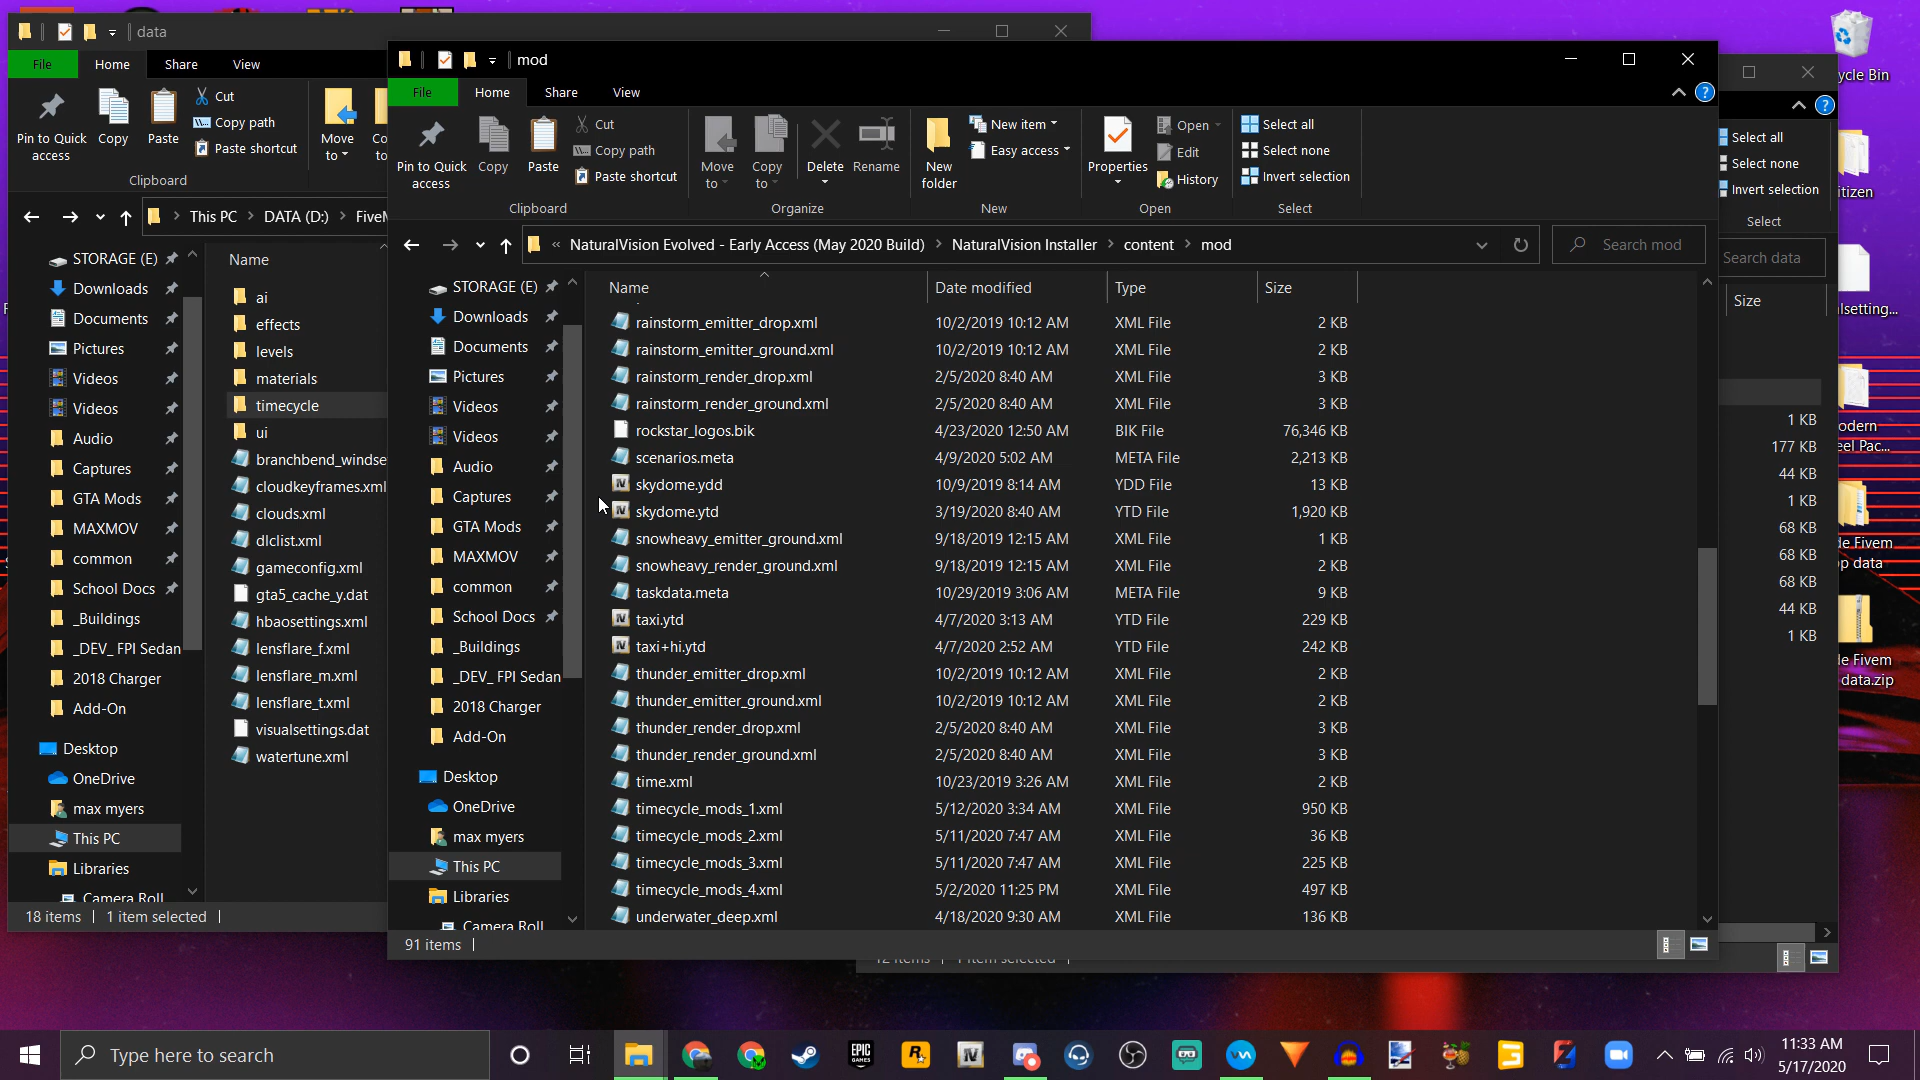 data
File
Home
Share
View
Pin to Quick access
Copy
Paste
Cut
Copy path
Paste shortcut
Move to
Clipboard
This PC
DATA (D:)
STORAGE (E)
Downloads
Documents
Pictures
Videos
Videos
Audio
Captures
GTA Mods
MAXMOV
common
School Docs
_Buildings
_DEV_ FPI Sedan
2018 Charger
Add-On
Desktop
OneDrive
max myers
This PC
Libraries
Camera Roll
Name
ai
effects
levels
materials
timecycle
ui
branchbend_windse
cloudkeyframes.xml
clouds.xml
dlclist.xml
gameconfig.xml
gta5_cache_y.dat
hbaosettings.xml
lensflare_f.xml
lensflare_m.xml
lensflare_t.xml
visualsettings.dat
watertune.xml
18 items
1 item selected
mod
File
Home
Share
View
Pin to Quick access
Copy
Paste
Cut
Copy path
Paste shortcut
Clipboard
Move to
Copy to
Delete
Rename
Organize
New folder
New item
Easy access
New
Properties
Open
Edit
History
Open
Select all
Select none
Invert selection
Select
« NaturalVision Evolved - Early Access (May 2020 Build) › NaturalVision Installer › content › mod
Search mod
STORAGE (E)
Downloads
Documents
Pictures
Videos
Videos
Audio
Captures
GTA Mods
MAXMOV
common
School Docs
_Buildings
_DEV_ FPI Sedan
2018 Charger
Add-On
Desktop
OneDrive
max myers
This PC
Libraries
Camera Roll
Name Date modified Type Size
rainstorm_emitter_drop.xml 10/2/2019 10:12 AM XML File 2 KB
rainstorm_emitter_ground.xml 10/2/2019 10:12 AM XML File 2 KB
rainstorm_render_drop.xml 2/5/2020 8:40 AM XML File 3 KB
rainstorm_render_ground.xml 2/5/2020 8:40 AM XML File 3 KB
rockstar_logos.bik 4/23/2020 12:50 AM BIK File 76,346 KB
scenarios.meta 4/9/2020 5:02 AM META File 2,213 KB
skydome.ydd 10/9/2019 8:14 AM YDD File 13 KB
skydome.ytd 3/19/2020 8:40 AM YTD File 1,920 KB
snowheavy_emitter_ground.xml 9/18/2019 12:15 AM XML File 1 KB
snowheavy_render_ground.xml 9/18/2019 12:15 AM XML File 2 KB
taskdata.meta 10/29/2019 3:06 AM META File 9 KB
taxi.ytd 4/7/2020 3:13 AM YTD File 229 KB
taxi+hi.ytd 4/7/2020 2:52 AM YTD File 242 KB
thunder_emitter_drop.xml 10/2/2019 10:12 AM XML File 2 KB
thunder_emitter_ground.xml 10/2/2019 10:12 AM XML File 2 KB
thunder_render_drop.xml 2/5/2020 8:40 AM XML File 3 KB
thunder_render_ground.xml 2/5/2020 8:40 AM XML File 3 KB
time.xml 10/23/2019 3:26 AM XML File 2 KB
timecycle_mods_1.xml 5/12/2020 3:34 AM XML File 950 KB
timecycle_mods_2.xml 5/11/2020 7:47 AM XML File 36 KB
timecycle_mods_3.xml 5/11/2020 7:47 AM XML File 225 KB
timecycle_mods_4.xml 5/2/2020 11:25 PM XML File 497 KB
underwater_deep.xml 4/18/2020 9:30 AM XML File 136 KB
91 items
Select all
Select none
Invert selection
Select
Search data
Size
1 KB
177 KB
44 KB
1 KB
68 KB
68 KB
68 KB
44 KB
1 KB
Type here to search
EPIC GAMES
11:33 AM
5/17/2020